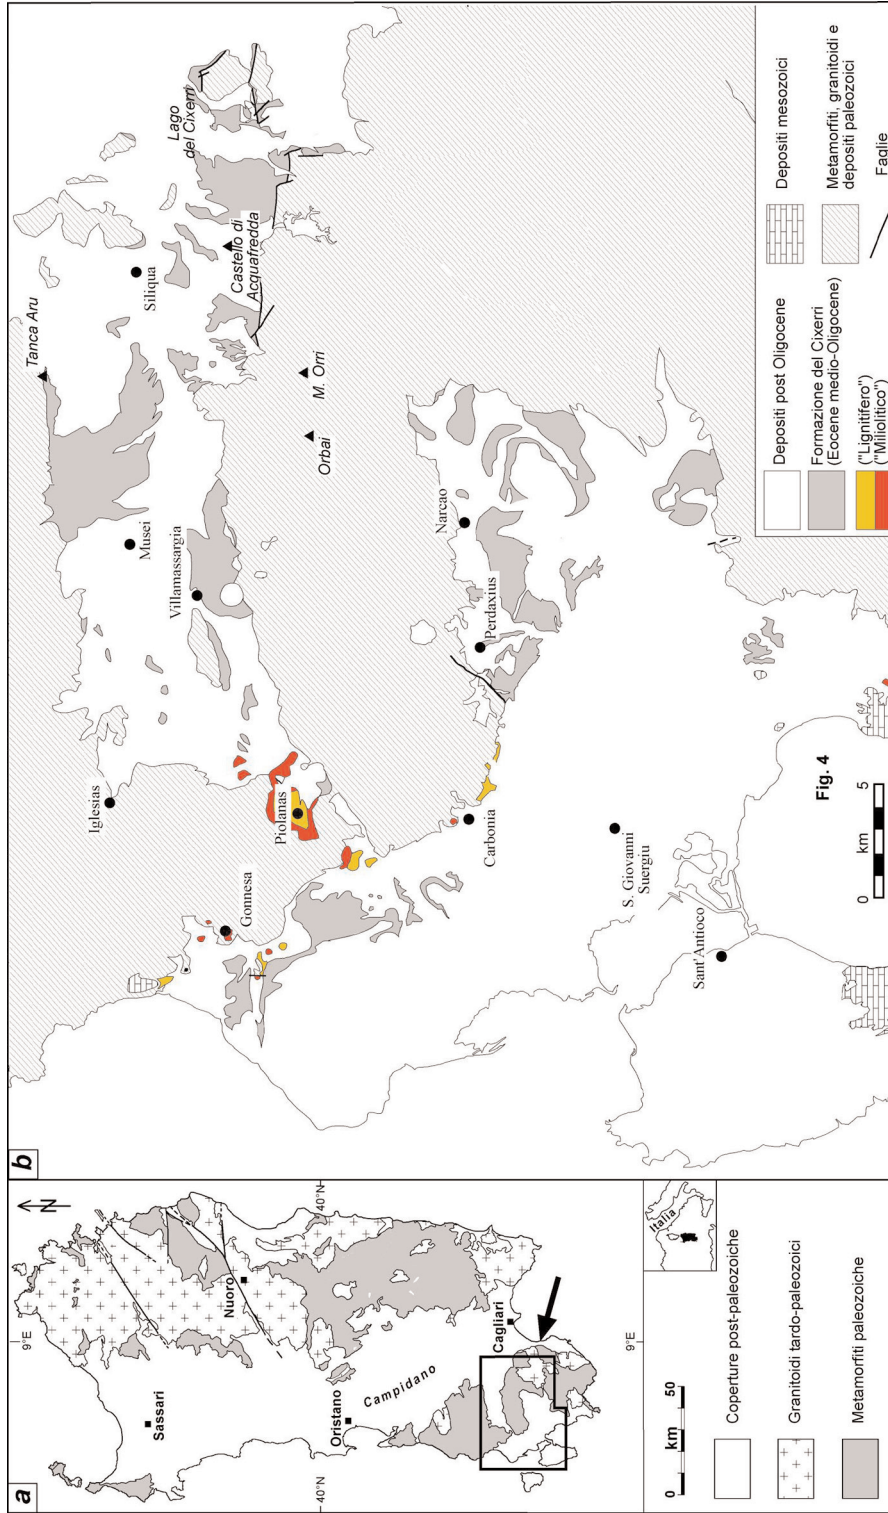 a
N
9°E
40°N
40°N
Sassari
Nuoro
Oristano
Campidano
Cagliari
9°E
0
km
50
Italia
Coperture post-paleozoiche
Granitoidi tardo-paleozoici
Metamorfiti paleozoiche
b
Tanca Aru
Iglesias
Musei
Siliqua
Lago
del Cixerri
Villamassargia
Castello di
Acquafredda
Gonnesa
Piolanas
Orbai
M. Orri
Narcao
Perdaxius
Carbonia
S. Giovanni
Suergiu
Sant'Antioco
Fig. 4
0
km
5
Depositi post Oligocene
Formazione del Cixerri
(Eocene medio-Oligocene)
("Lignitifero")
("Miliolitico")
Depositi mesozoici
Metamorfiti, granitoidi e
depositi paleozoici
Faglie